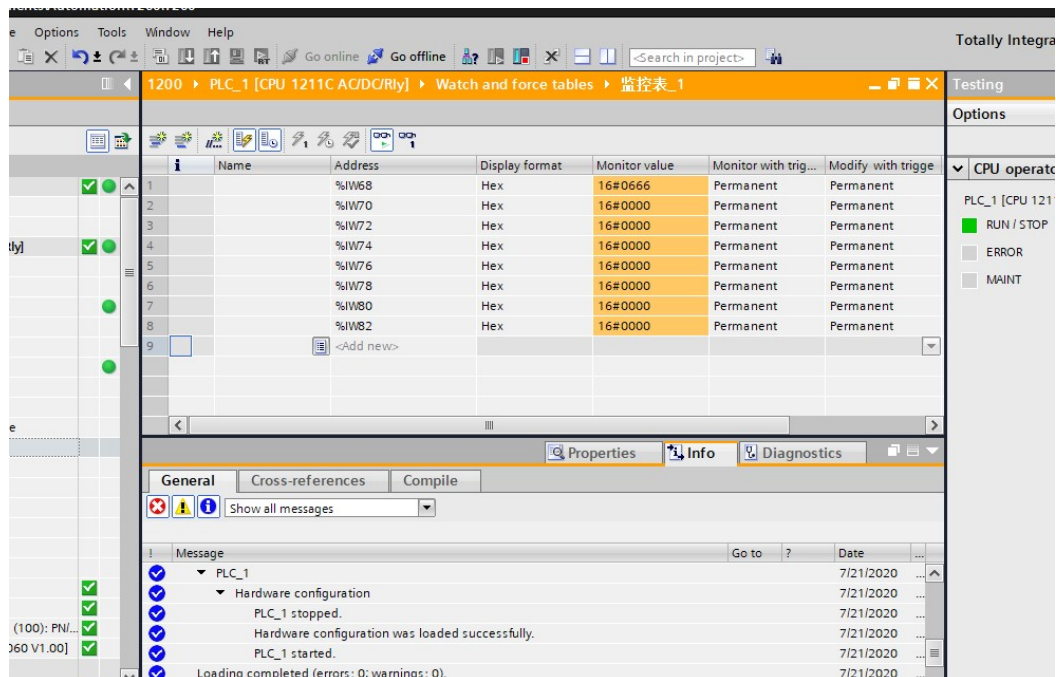 e Options Tools Window Help
Totally Integra
Go online Go offline <Search in project>
1200 ▸ PLC_1 [CPU 1211C AC/DC/Rly] ▸ Watch and force tables ▸ 监控表_1
Testing
Options
i Name Address Display format Monitor value Monitor with trig... Modify with trigge
1 %IW68 Hex 16#0666 Permanent Permanent
2 %IW70 Hex 16#0000 Permanent Permanent
3 %IW72 Hex 16#0000 Permanent Permanent
4 %IW74 Hex 16#0000 Permanent Permanent
5 %IW76 Hex 16#0000 Permanent Permanent
6 %IW78 Hex 16#0000 Permanent Permanent
7 %IW80 Hex 16#0000 Permanent Permanent
8 %IW82 Hex 16#0000 Permanent Permanent
9 <Add new>
CPU operato
PLC_1 [CPU 121
RUN / STOP
ERROR
MAINT
Rly]
e
(100): PN/...
060 V1.00]
Properties Info Diagnostics
General Cross-references Compile
Show all messages
! Message Go to ? Date ...
PLC_1 7/21/2020 ...
Hardware configuration 7/21/2020 ...
PLC_1 stopped. 7/21/2020 ...
Hardware configuration was loaded successfully. 7/21/2020 ...
PLC_1 started. 7/21/2020 ...
Loading completed (errors: 0; warnings: 0). 7/21/2020 ...